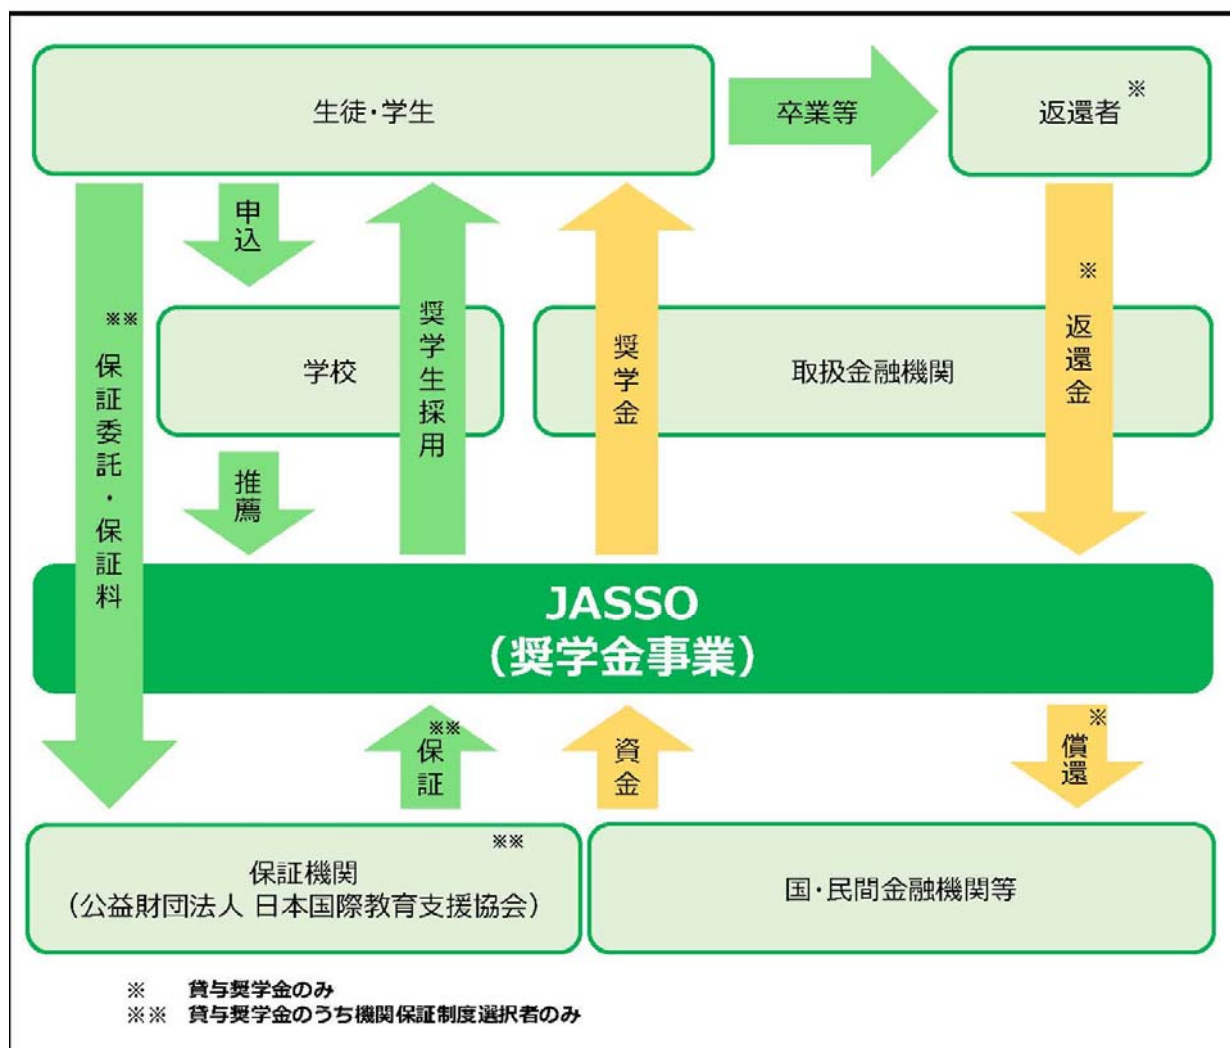 生徒・学生
卒業等
返還者※
申込
※※
保証委託・保証料
学校
奨学生採用
奨学金
取扱金融機関
※
返還金
推薦
JASSO
（奨学金事業）
※※
保証
資金
※
償還
※※
保証機関
（公益財団法人 日本国際教育支援協会）
国・民間金融機関等
※ 貸与奨学金のみ
※※ 貸与奨学金のうち機関保証制度選択者のみ